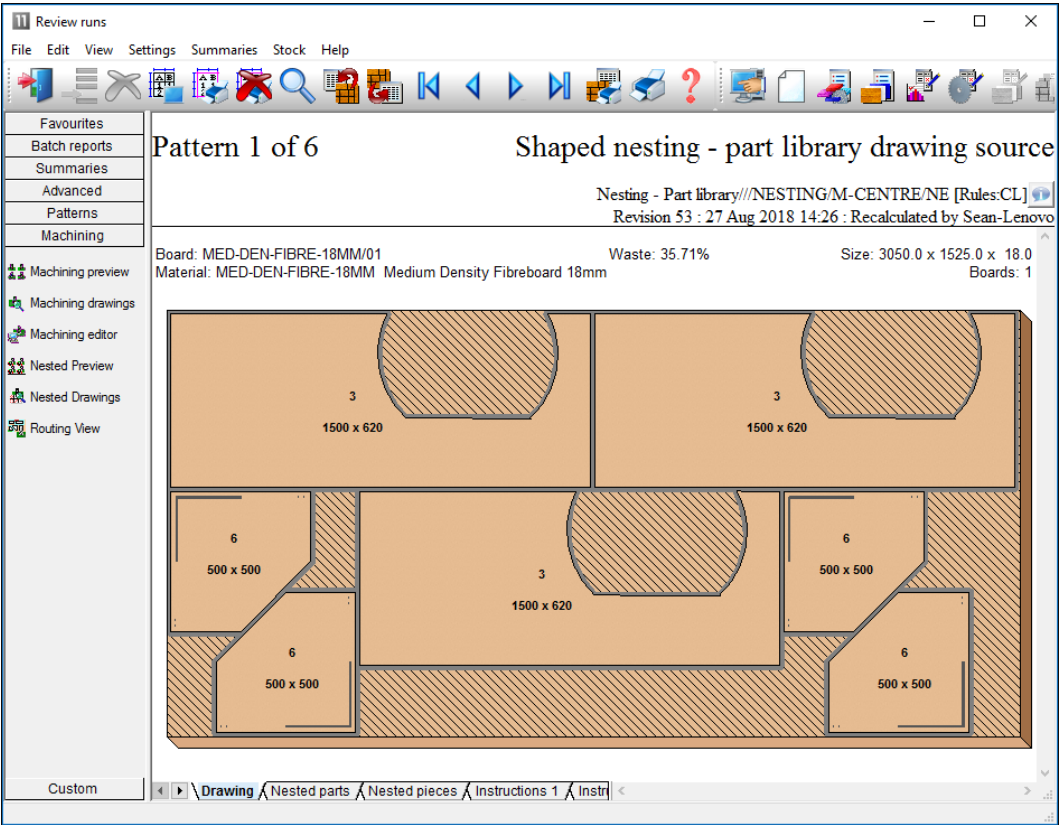 11 Review runs
File Edit View Settings Summaries Stock Help
Favourites
Batch reports
Summaries
Advanced
Patterns
Machining
Machining preview
Machining drawings
Machining editor
Nested Preview
Nested Drawings
Routing View
Custom
Pattern 1 of 6 Shaped nesting - part library drawing source
Nesting - Part library///NESTING/M-CENTRE/NE [Rules:CL]
Revision 53 : 27 Aug 2018 14:26 : Recalculated by Sean-Lenovo
Board: MED-DEN-FIBRE-18MM/01 Waste: 35.71% Size: 3050.0 x 1525.0 x 18.0
Material: MED-DEN-FIBRE-18MM Medium Density Fibreboard 18mm Boards: 1
3 3
1500 x 620 1500 x 620
6 6
500 x 500 500 x 500
3
1500 x 620
6 6
500 x 500 500 x 500
Drawing Nested parts Nested pieces Instructions 1 Instr